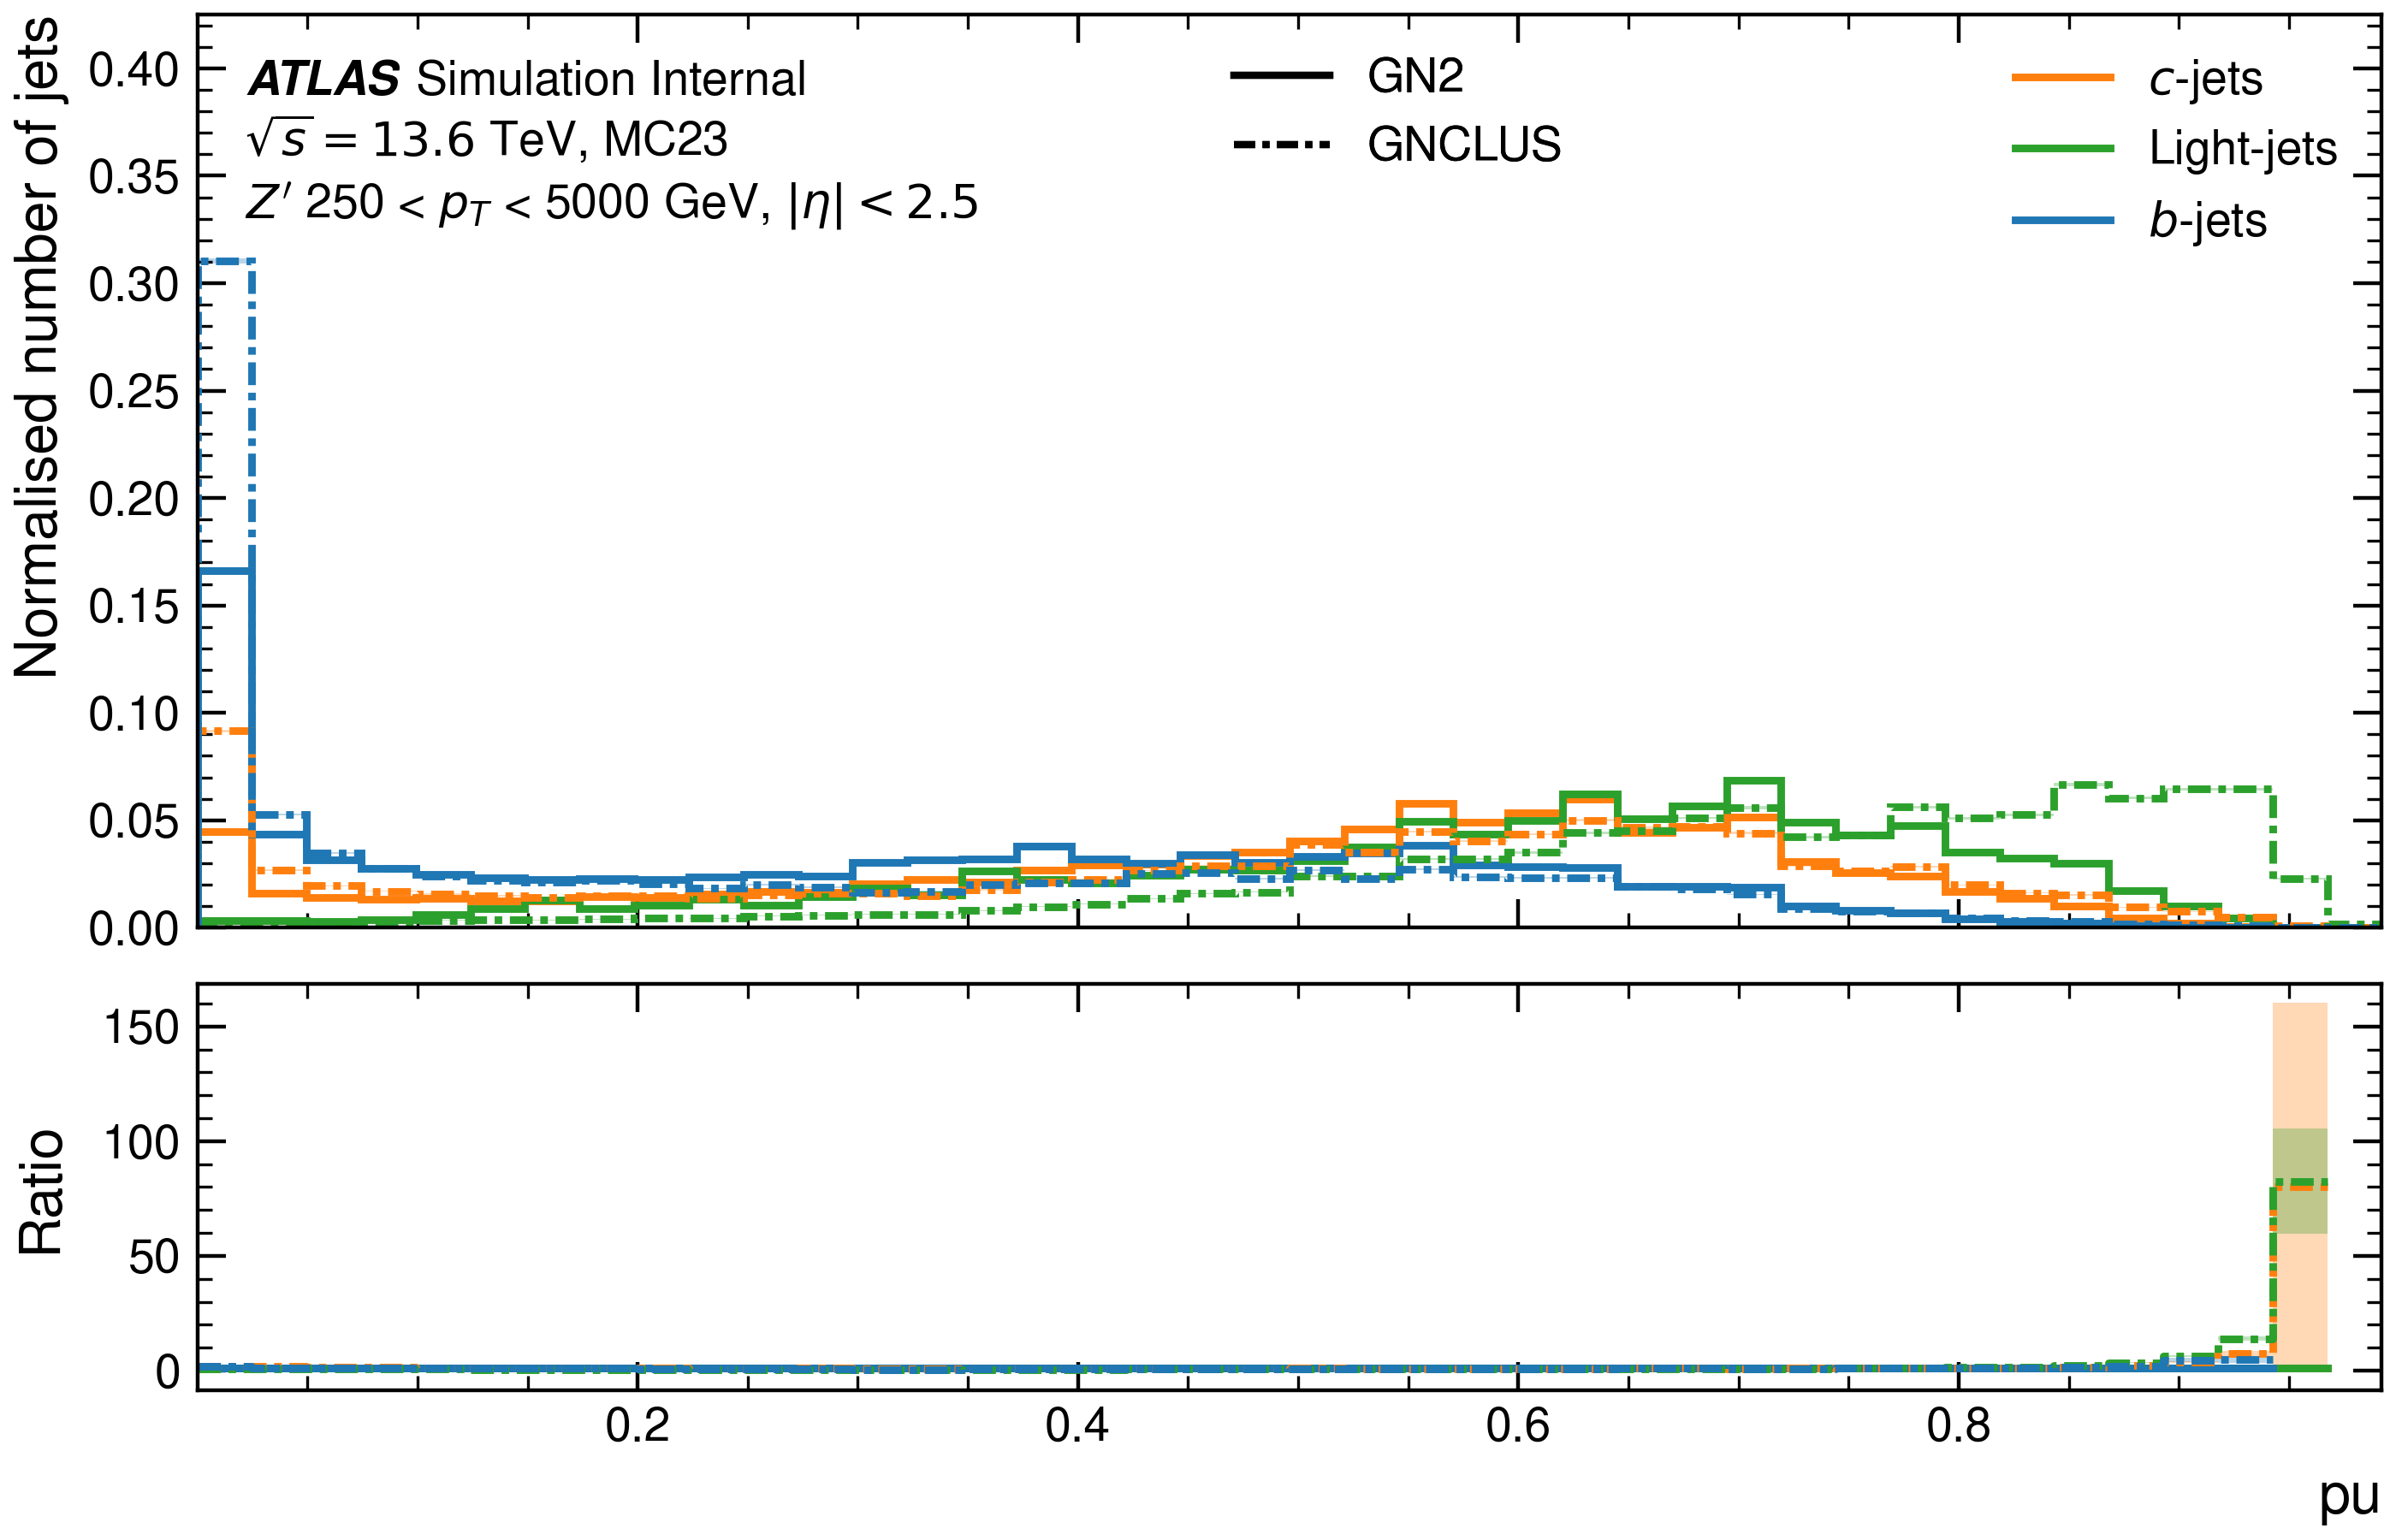 Normalised number of jets
0.40
0.35
0.30
0.25
0.20
0.15
0.10
0.05
0.00
ATLAS Simulation Internal
√s = 13.6 TeV, MC23
Z′ 250 < p_T < 5000 GeV, |η| < 2.5
GN2
GNCLUS
c-jets
Light-jets
b-jets
Ratio
150
100
50
0
0.2 0.4 0.6 0.8
pu